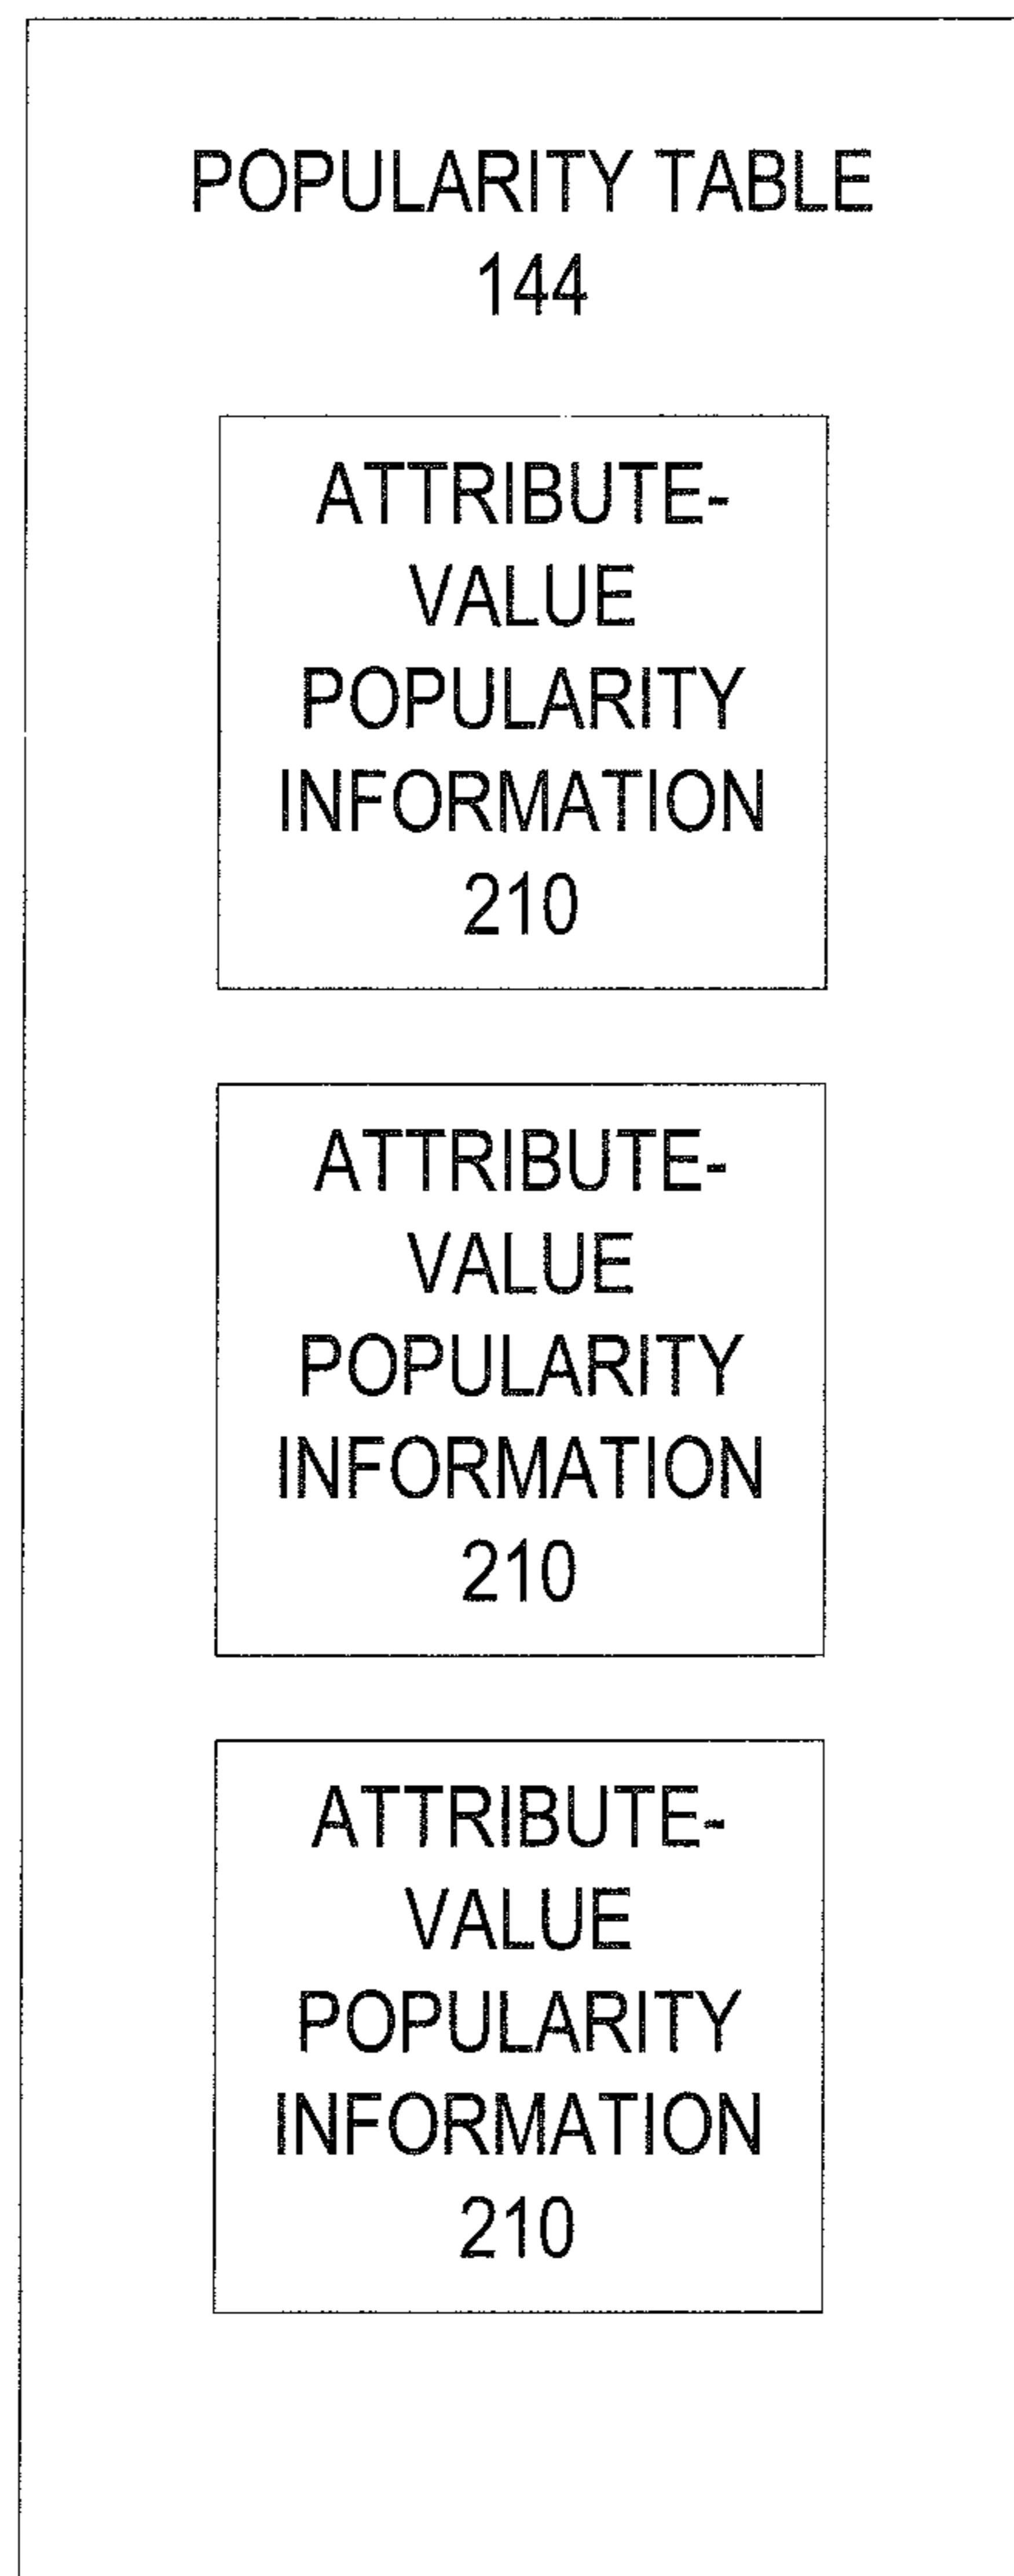 POPULARITY TABLE
144
ATTRIBUTE-
VALUE
POPULARITY
INFORMATION
210
ATTRIBUTE-
VALUE
POPULARITY
INFORMATION
210
ATTRIBUTE-
VALUE
POPULARITY
INFORMATION
210